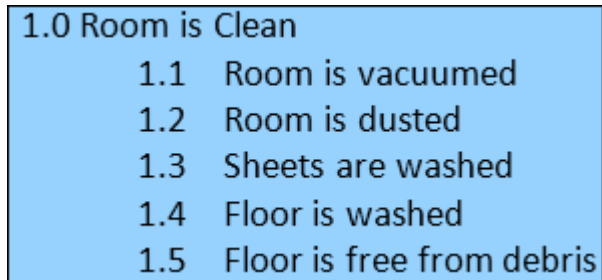 1.0 Room is Clean
1.1 Room is vacuumed
1.2 Room is dusted
1.3 Sheets are washed
1.4 Floor is washed
1.5 Floor is free from debris